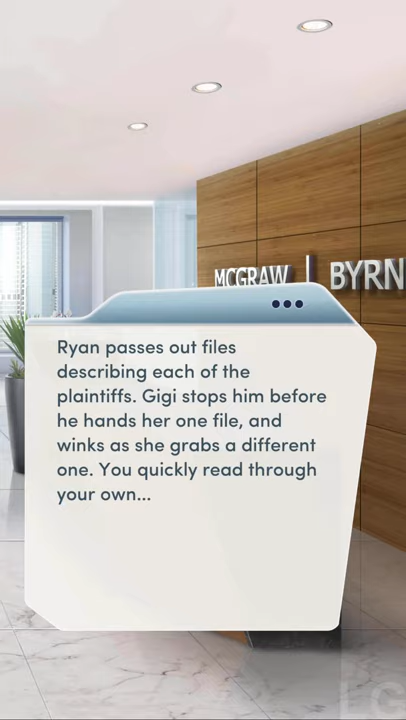 MCGRAW | BYRN
Ryan passes out files
describing each of the
plaintiffs. Gigi stops him before
he hands her one file, and
winks as she grabs a different
one. You quickly read through
your own...
LC